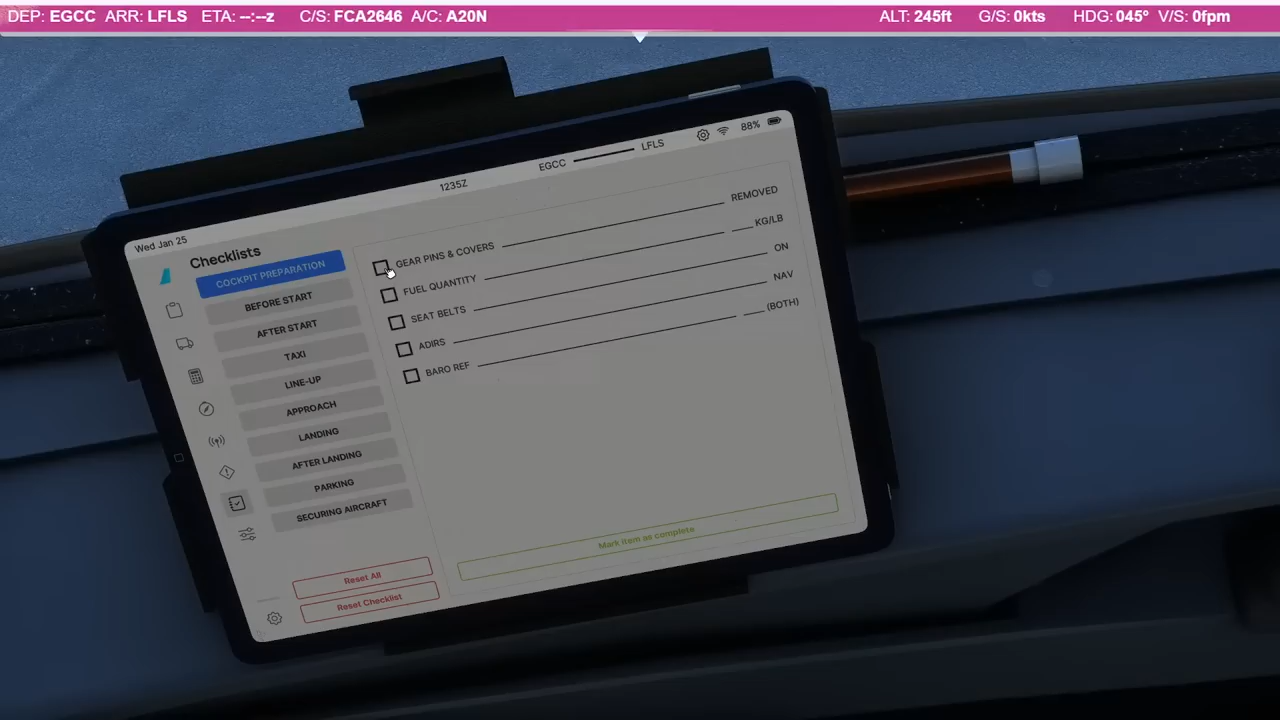 DEP: EGCC ARR: LFLS ETA: --:--z C/S: FCA2646 A/C: A20N ALT: 245ft G/S: 0kts HDG: 045° V/S: 0fpm
Wed Jan 25 1235Z EGCC LFLS 88%
Checklists
COCKPIT PREPARATION
BEFORE START
AFTER START
TAXI
LINE-UP
APPROACH
LANDING
AFTER LANDING
PARKING
SECURING AIRCRAFT
Reset All
Reset Checklist
GEAR PINS & COVERS REMOVED
FUEL QUANTITY ___ KG/LB
SEAT BELTS ON
ADIRS NAV
BARO REF ___ (BOTH)
Mark item as complete